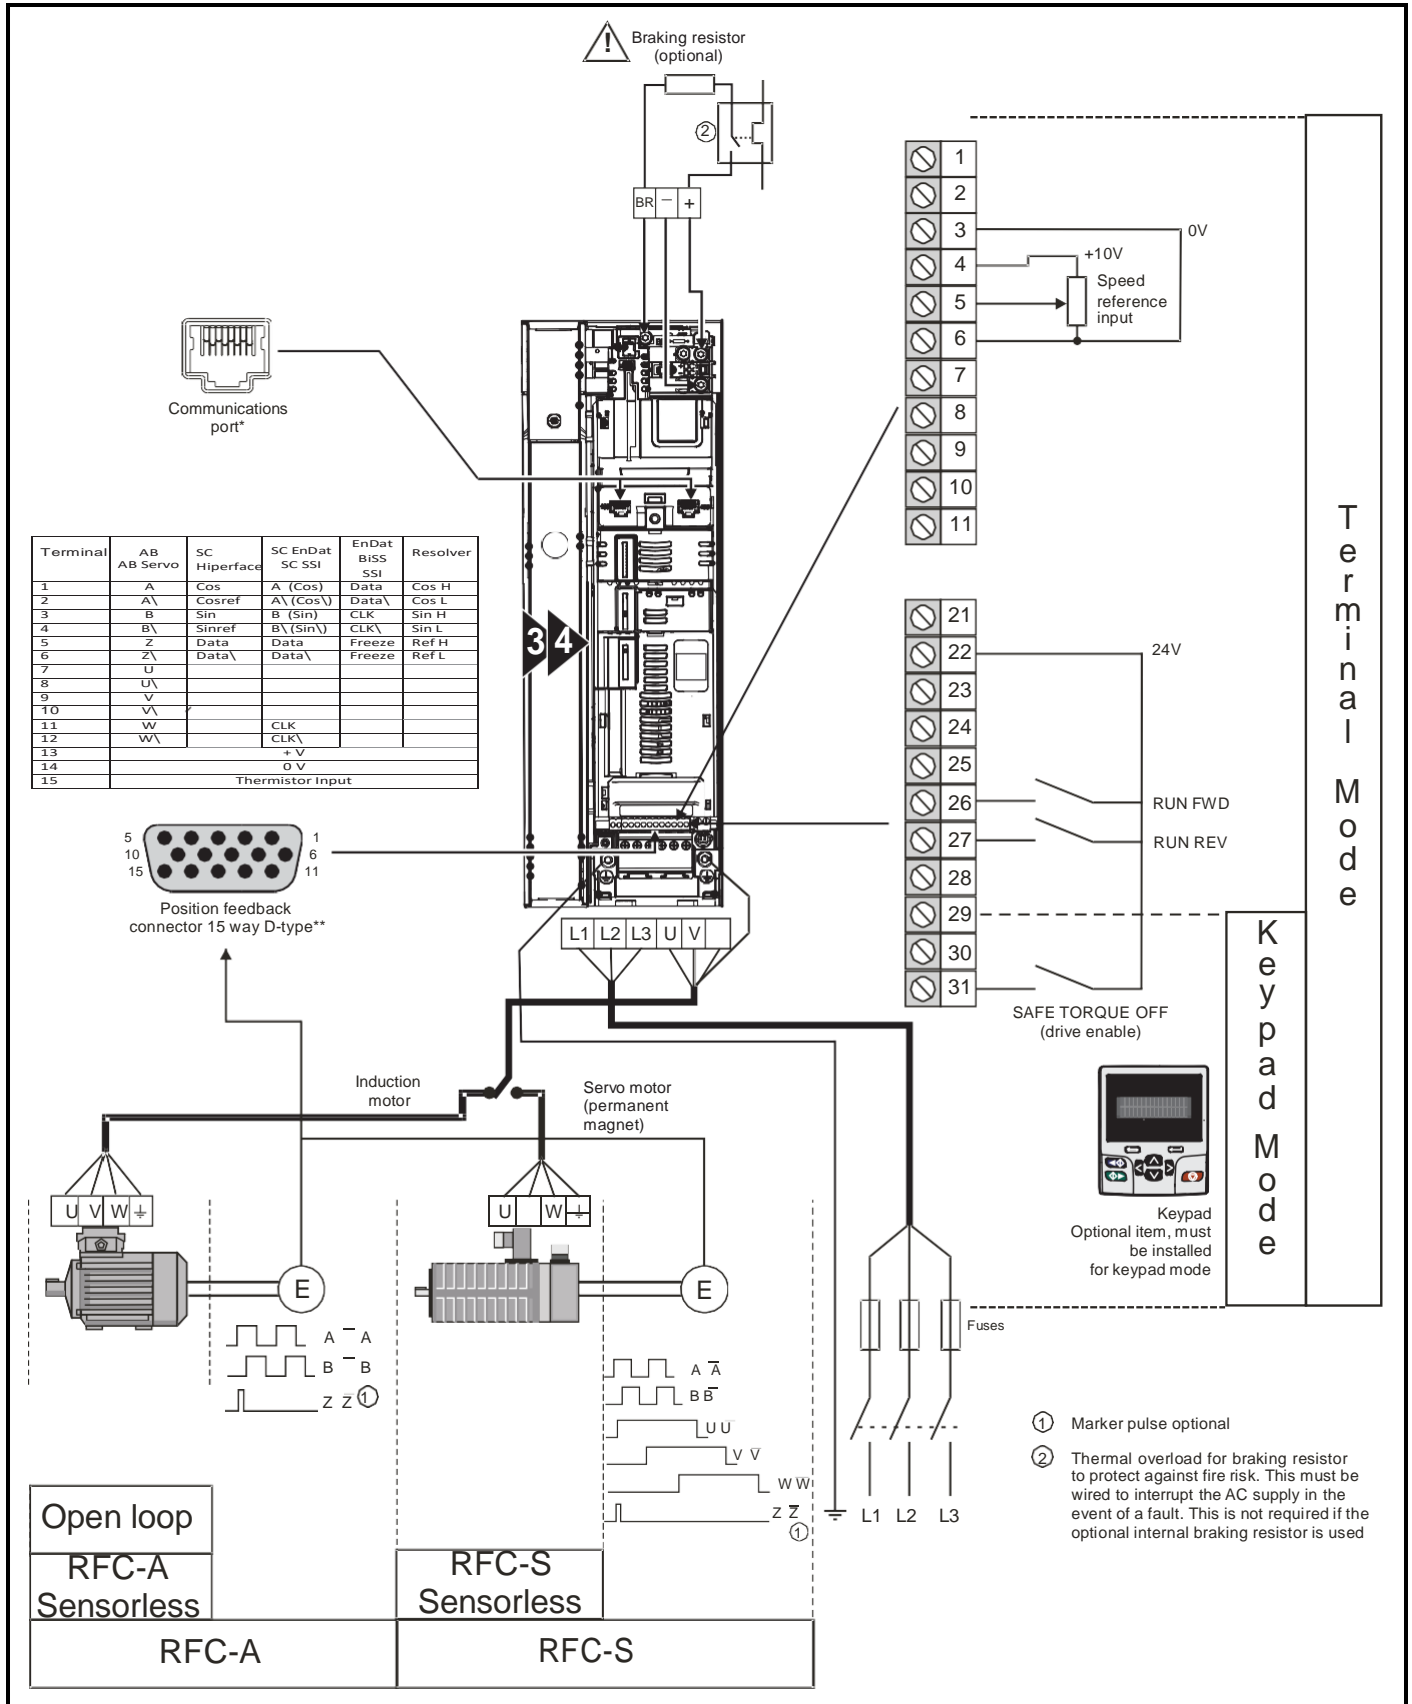 Braking resistor
(optional)
2
BR — +
1
2
3
4
5
6
7
8
9
10
11
0V
+10V
Speed
reference
input
Communications
port*
Terminal AB AB Servo SC Hiperface SC EnDat SC SSI EnDat BiSS SSI Resolver
1 A Cos A (Cos) Data Cos H
2 A\ Cosref A\ (Cos\) Data\ Cos L
3 B Sin B (Sin) CLK Sin H
4 B\ Sinref B\ (Sin\) CLK\ Sin L
5 Z Data Data Freeze Ref H
6 Z\ Data\ Data\ Freeze Ref L
7 U
8 U\
9 V
10 V\ /
11 W CLK
12 W\ CLK\
13 + V
14 0 V
15 Thermistor Input
3 4
21
22
23
24
25
26
27
28
29
30
31
24V
RUN FWD
RUN REV
SAFE TORQUE OFF
(drive enable)
Terminal Mode
Keypad Mode
5 1
10 6
15 11
Position feedback
connector 15 way D-type**
L1 L2 L3 U V
Induction
motor
Servo motor
(permanent
magnet)
U V W
U W
E
E
A A
B B
Z Z̅ 1
A A̅
B B̅
U U̅
V V̅
W W̅
Z Z̅
1
Keypad
Optional item, must
be installed
for keypad mode
Fuses
L1 L2 L3
1 Marker pulse optional
2 Thermal overload for braking resistor
to protect against fire risk. This must be
wired to interrupt the AC supply in the
event of a fault. This is not required if the
optional internal braking resistor is used
Open loop
RFC-A
Sensorless
RFC-S
Sensorless
RFC-A
RFC-S